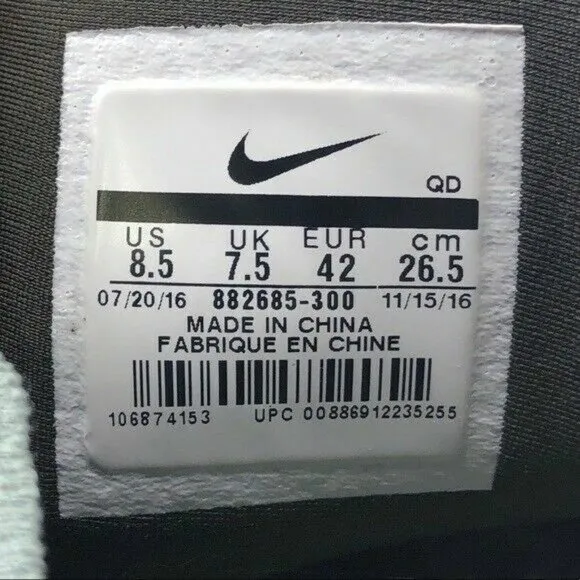 QD
US UK EUR cm
8.5 7.5 42 26.5
07/20/16 882685-300 11/15/16
MADE IN CHINA
FABRIQUE EN CHINE
106874153 UPC 00886912235255